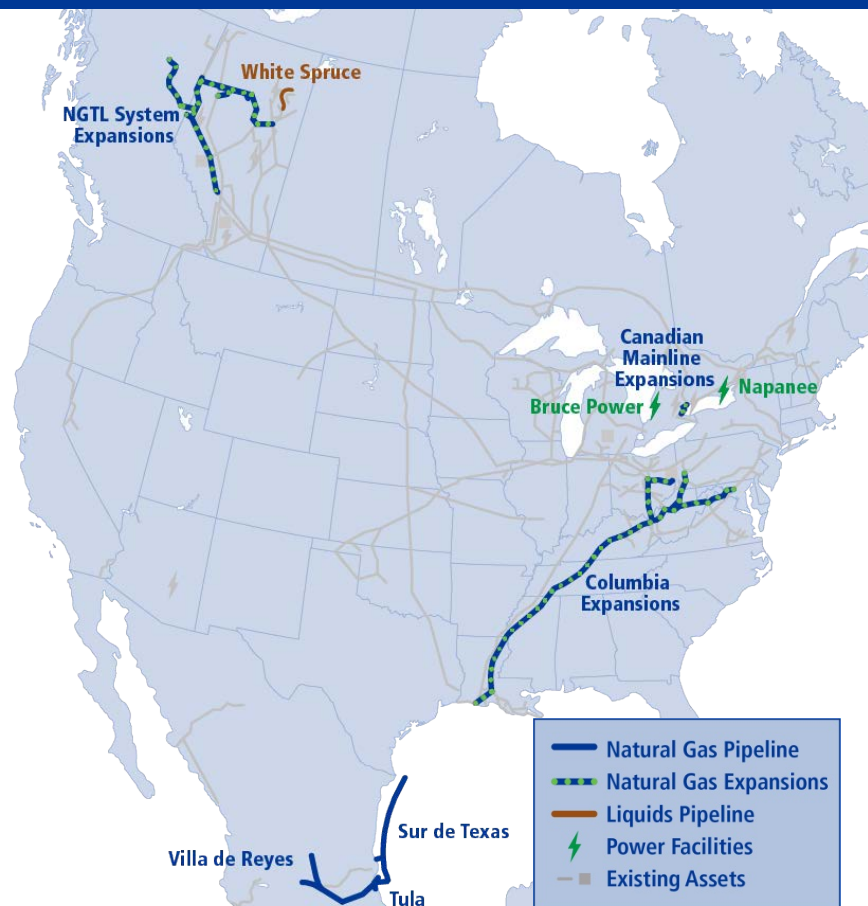 White Spruce
NGTL System
Expansions
Canadian
Mainline
Expansions
Napanee
Bruce Power
Columbia
Expansions
Sur de Texas
Villa de Reyes
Tula
Natural Gas Pipeline
Natural Gas Expansions
Liquids Pipeline
Power Facilities
Existing Assets